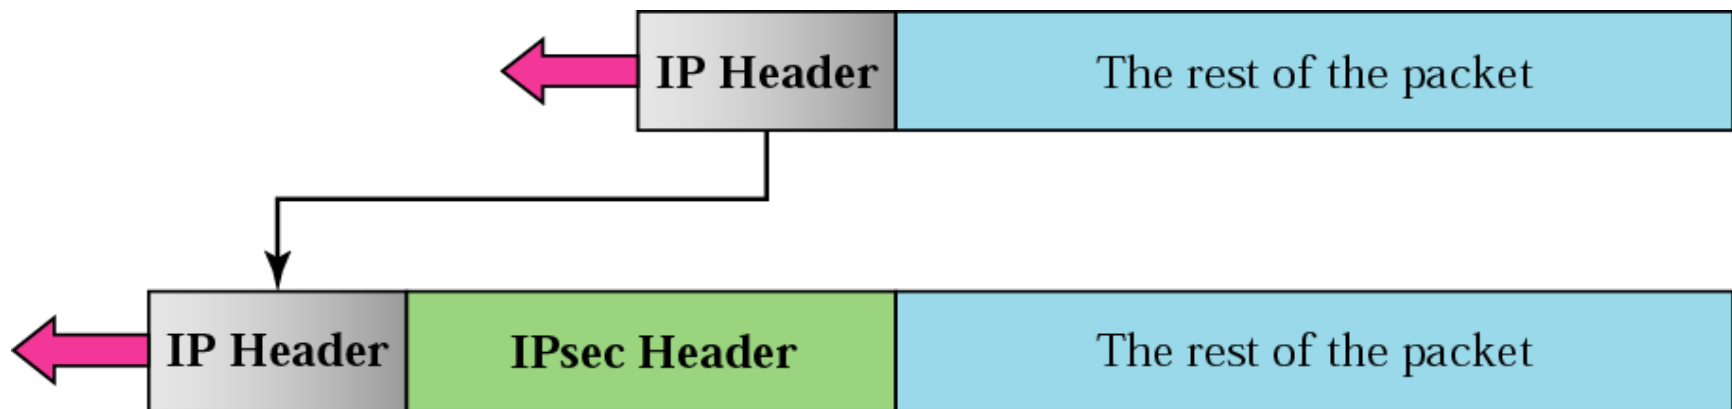 IP Header
The rest of the packet
IP Header
IPsec Header
The rest of the packet